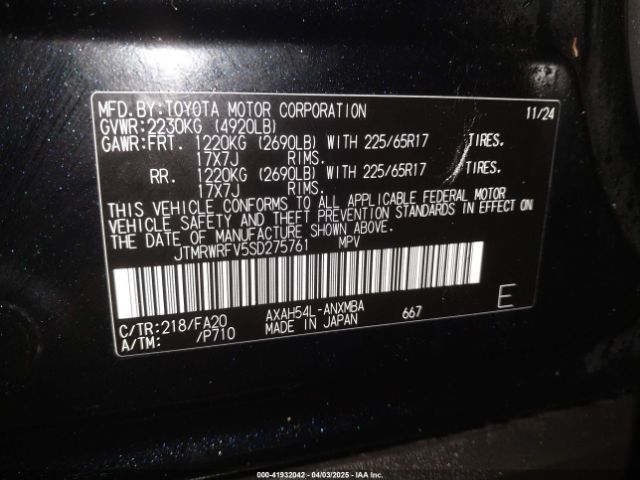 MFD. BY: TOYOTA MOTOR CORPORATION 11/24
GVWR: 2230KG (4920LB)
GAWR: FRT. 1220KG (2690LB) WITH 225/65R17 TIRES.
17X7J RIMS.
RR. 1220KG (2690LB) WITH 225/65R17 TIRES.
17X7J RIMS.
THIS VEHICLE CONFORMS TO ALL APPLICABLE FEDERAL MOTOR
VEHICLE SAFETY AND THEFT PREVENTION STANDARDS IN EFFECT ON
THE DATE OF MANUFACTURE SHOWN ABOVE.
JTMRWRFV5SD275761 MPV
C/TR: 218/FA20 AXAH54L-ANXMBA 667 E
A/TM: /P710 MADE IN JAPAN
000-41932042 - 04/03/2025 - Copyright © IAA, LLC